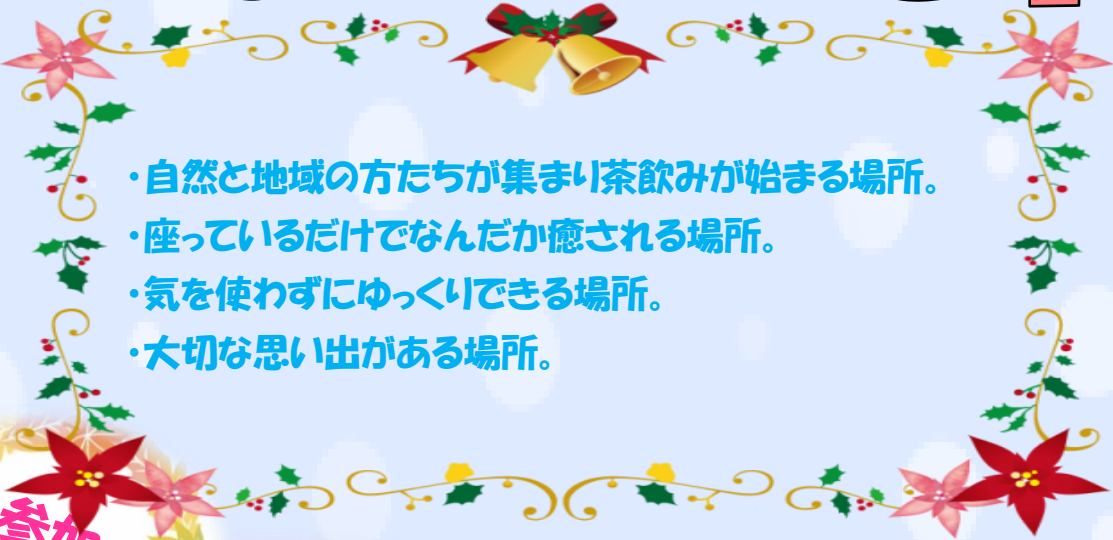 ・自然と地域の方たちが集まり茶飲みが始まる場所。
・座っているだけでなんだか癒される場所。
・気を使わずにゆっくりできる場所。
・大切な思い出がある場所。
参加